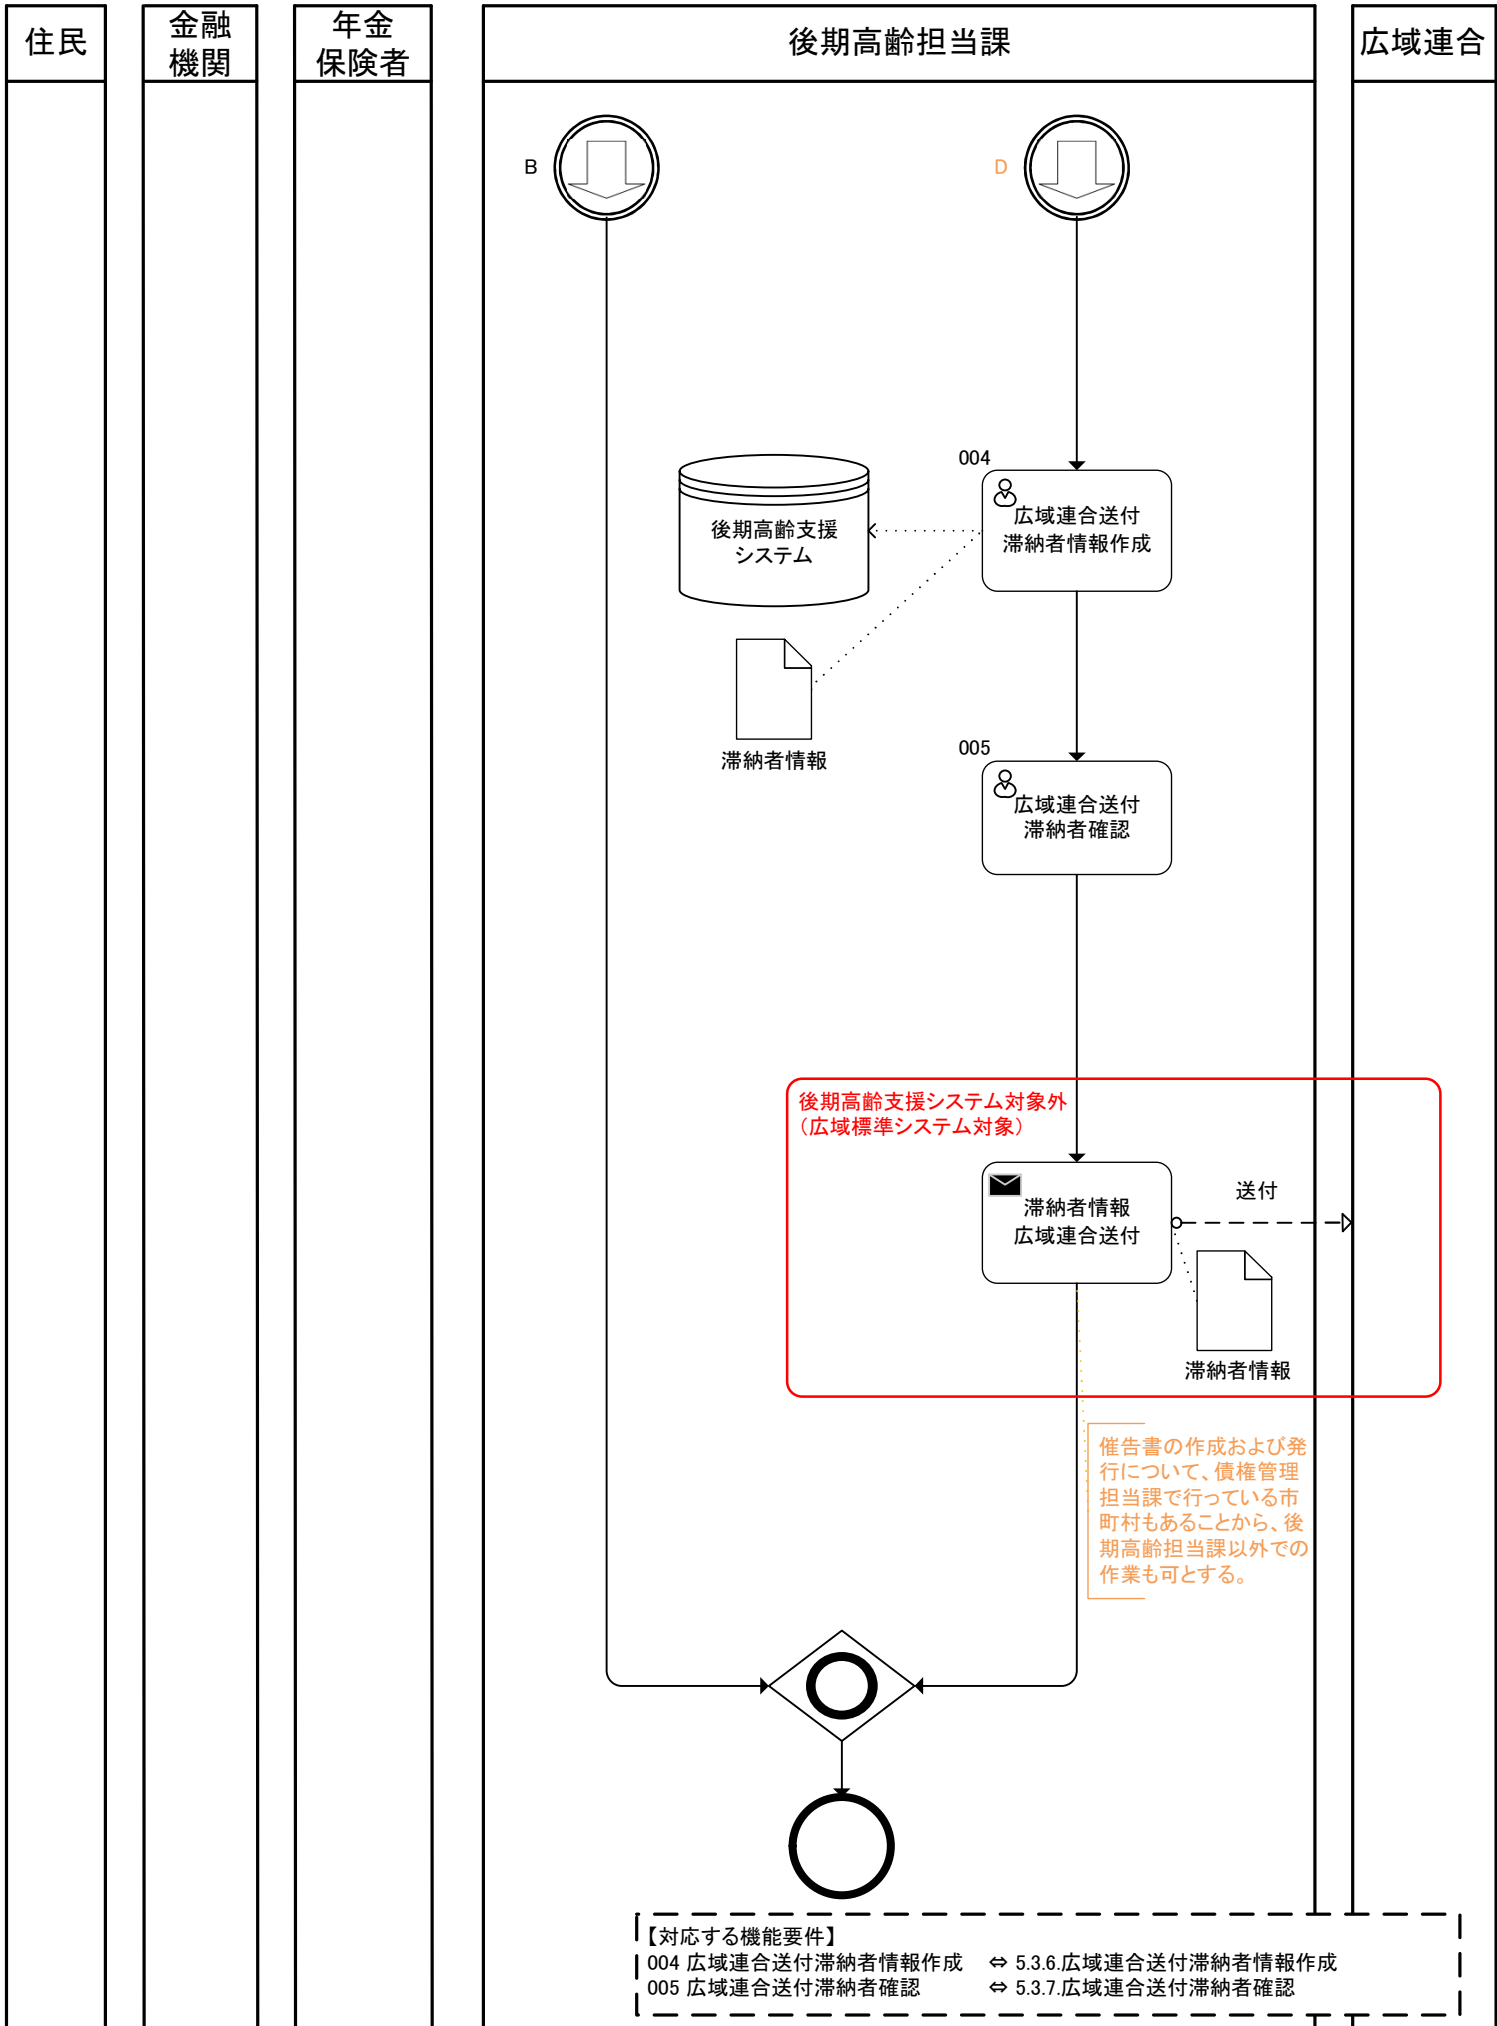 住民
金融
機関
年金
保険者
後期高齢担当課
広域連合
B
D
004
広域連合送付
滞納者情報作成
後期高齢支援
システム
滞納者情報
005
広域連合送付
滞納者確認
後期高齢支援システム対象外
（広域標準システム対象）
滞納者情報
広域連合送付
送付
滞納者情報
催告書の作成および発
行について、債権管理
担当課で行っている市
町村もあることから、後
期高齢担当課以外での
作業も可とする。
【対応する機能要件】
004 広域連合送付滞納者情報作成 ⇔ 5.3.6.広域連合送付滞納者情報作成
005 広域連合送付滞納者確認 ⇔ 5.3.7.広域連合送付滞納者確認